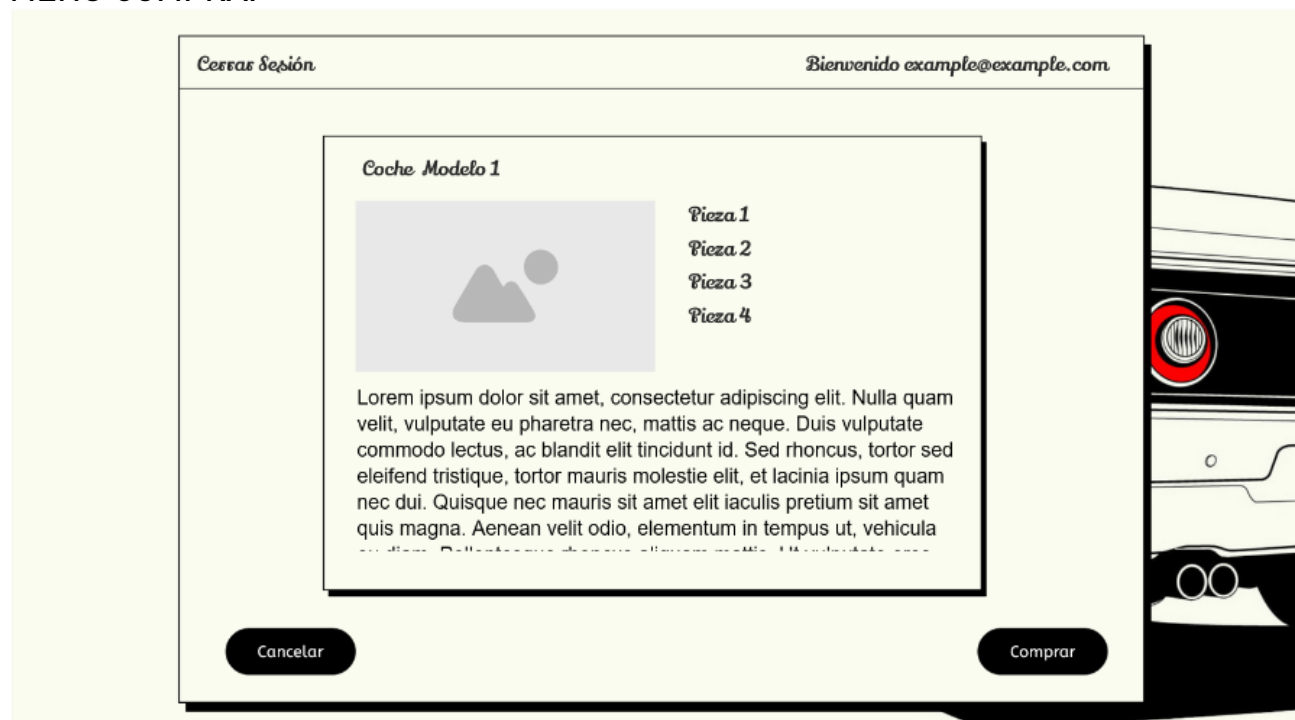 Cerrar Sesión
Bienvenido example@example.com
Coche Modelo 1
Pieza 1
Pieza 2
Pieza 3
Pieza 4
Lorem ipsum dolor sit amet, consectetur adipiscing elit. Nulla quam
velit, vulputate eu pharetra nec, mattis ac neque. Duis vulputate
commodo lectus, ac blandit elit tincidunt id. Sed rhoncus, tortor sed
eleifend tristique, tortor mauris molestie elit, et lacinia ipsum quam
nec dui. Quisque nec mauris sit amet elit iaculis pretium sit amet
quis magna. Aenean velit odio, elementum in tempus ut, vehicula
Cancelar
Comprar